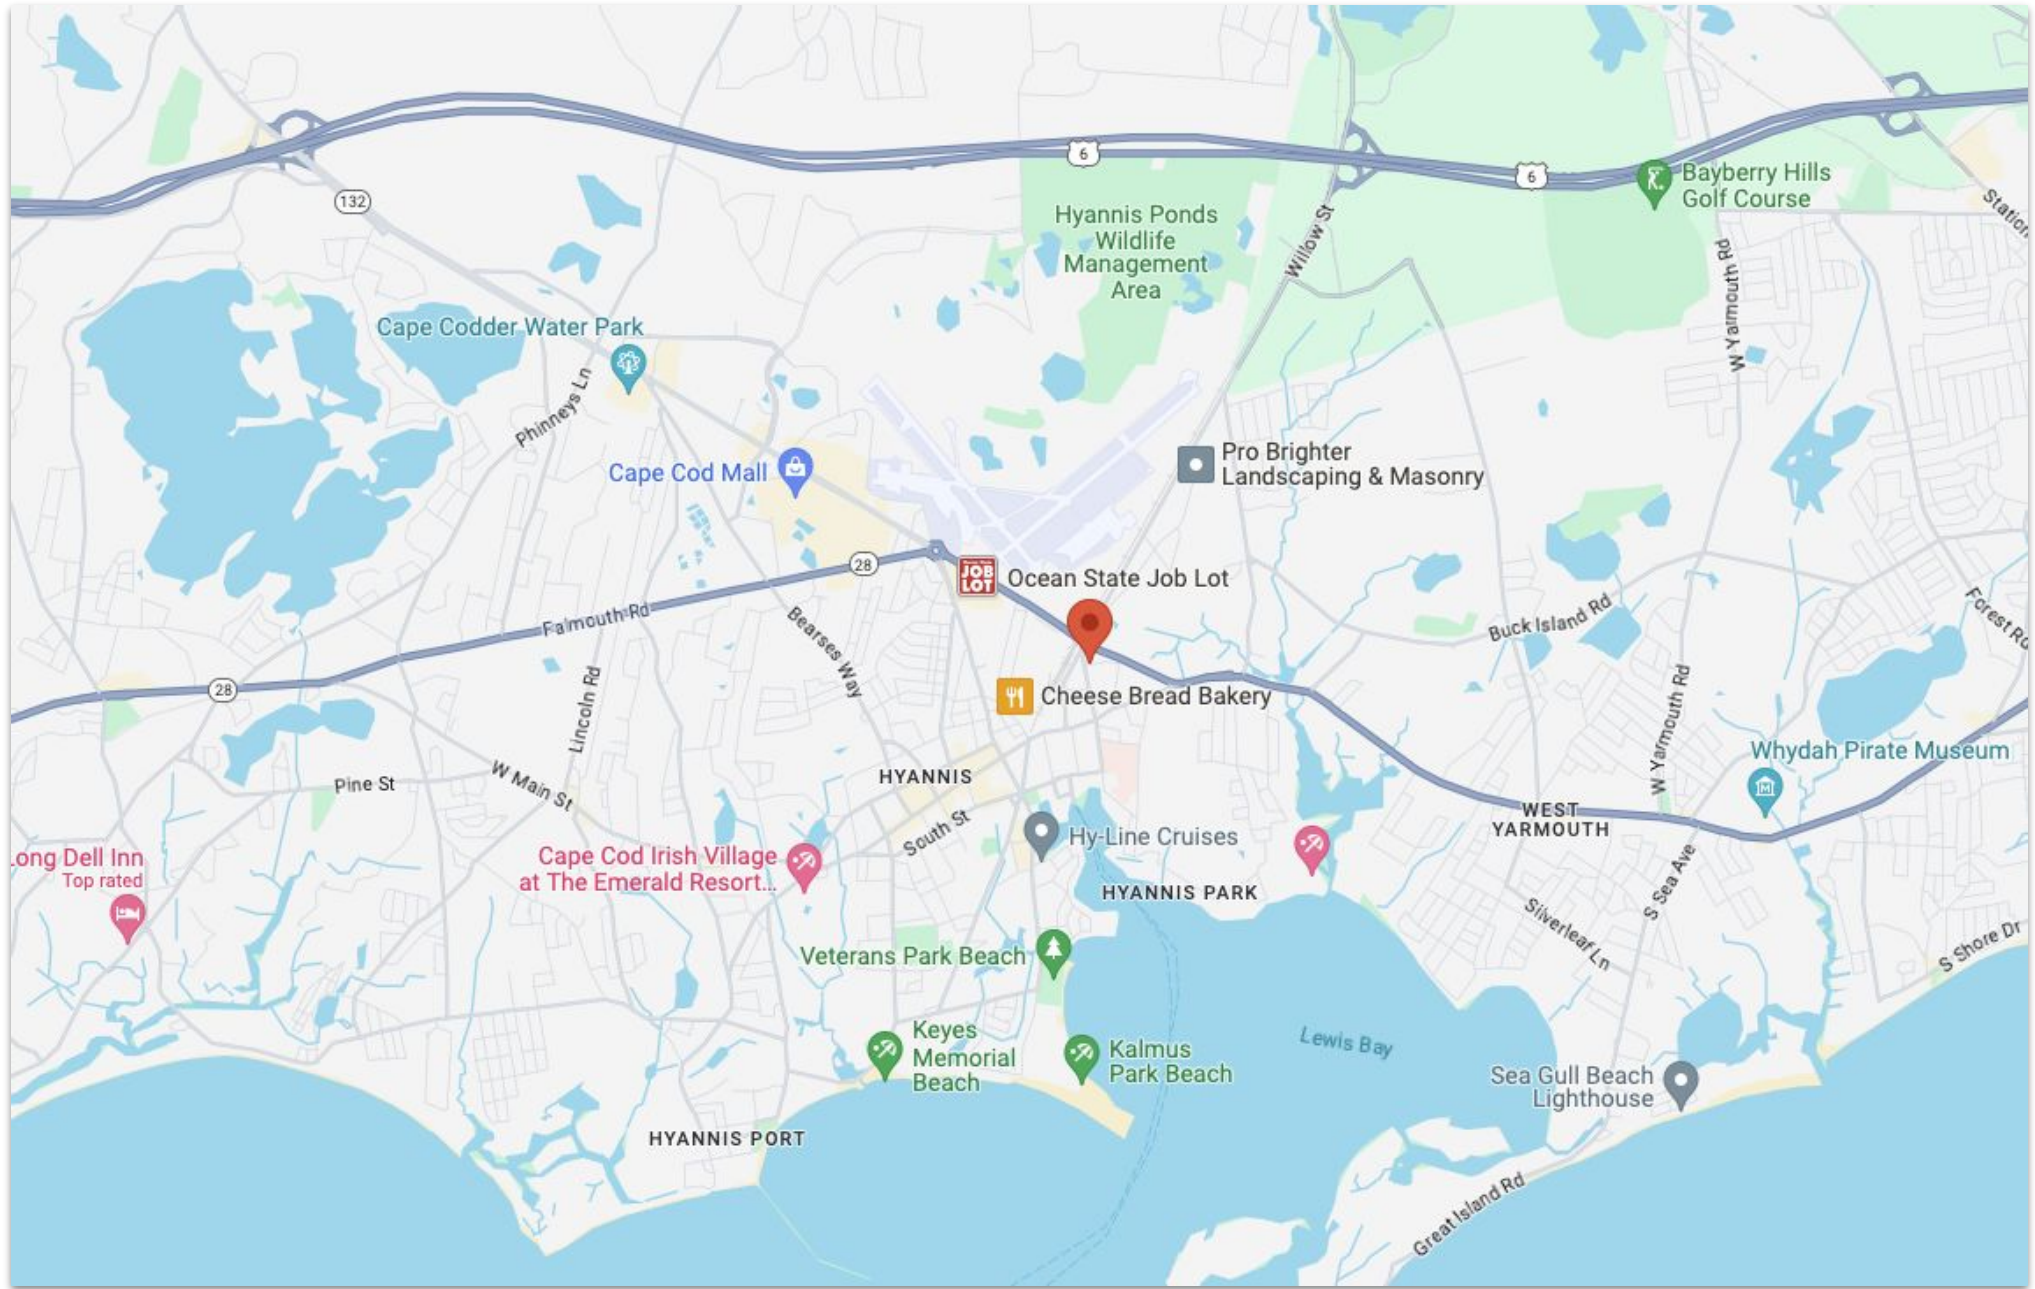 6
6
Bayberry Hills
Golf Course
132
Hyannis Ponds
Wildlife
Management
Area
Willow St
Station
W Yarmouth Rd
Cape Codder Water Park
Phinneys Ln
Cape Cod Mall
Pro Brighter
Landscaping & Masonry
28
JOB
LOT
Ocean State Job Lot
Falmouth Rd
Bearses Way
Buck Island Rd
Forest Rd
28
Lincoln Rd
Cheese Bread Bakery
W Yarmouth Rd
Whydah Pirate Museum
Pine St
W Main St
HYANNIS
South St
Hy-Line Cruises
WEST
YARMOUTH
ong Dell Inn
Top rated
Cape Cod Irish Village
at The Emerald Resort...
HYANNIS PARK
S Sea Ave
Silverleaf Ln
S Shore Dr
Veterans Park Beach
Keyes
Memorial
Beach
Kalmus
Park Beach
Lewis Bay
Sea Gull Beach
Lighthouse
HYANNIS PORT
Great Island Rd